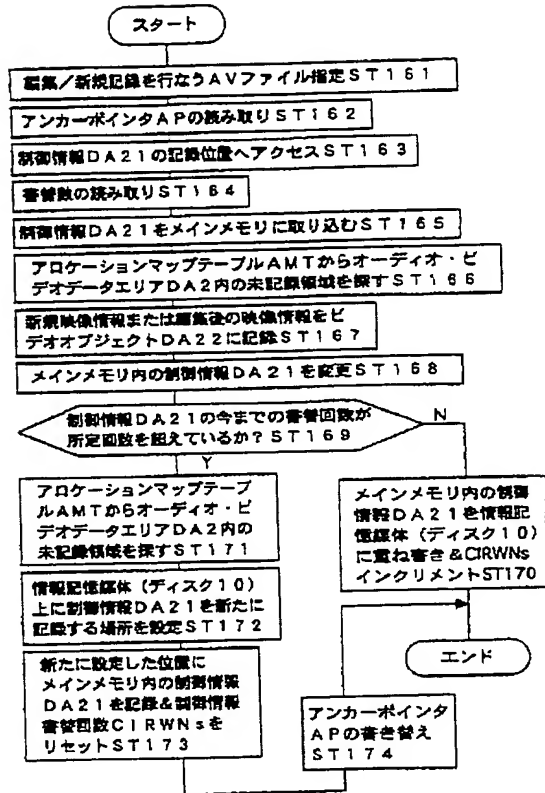 スタート
編集／新規記録を行なうAVファイル指定ST161
アンカーポインタAPの読み取りST162
制御情報DA21の記録位置へアクセスST163
書替数の読み取りST164
制御情報DA21をメインメモリに取り込むST165
アロケーションマップテーブルAMTからオーディオ・ビ
デオデータエリアDA2内の未記録領域を探すST166
新規映像情報または編集後の映像情報をビ
デオオブジェクトDA22に記録ST167
メインメモリ内の制御情報DA21を変更ST168
制御情報DA21の今までの書替回数が
所定回数を超えているか？ST169
N
Y
アロケーションマップテーブ
ルAMTからオーディオ・ビ
デオデータエリアDA2内の
未記録領域を探すST171
情報記憶媒体（ディスク10）
上に制御情報DA21を新たに
記録する場所を設定ST172
新たに設定した位置に
メインメモリ内の制御情報
DA21を記録&制御情報
書替回数CIRWNsを
リセットST173
アンカーポインタ
APの書き替え
ST174
メインメモリ内の制御
情報DA21を情報記
憶媒体（ディスク10）
に重ね書き&CIRWNs
インクリメントST170
エンド